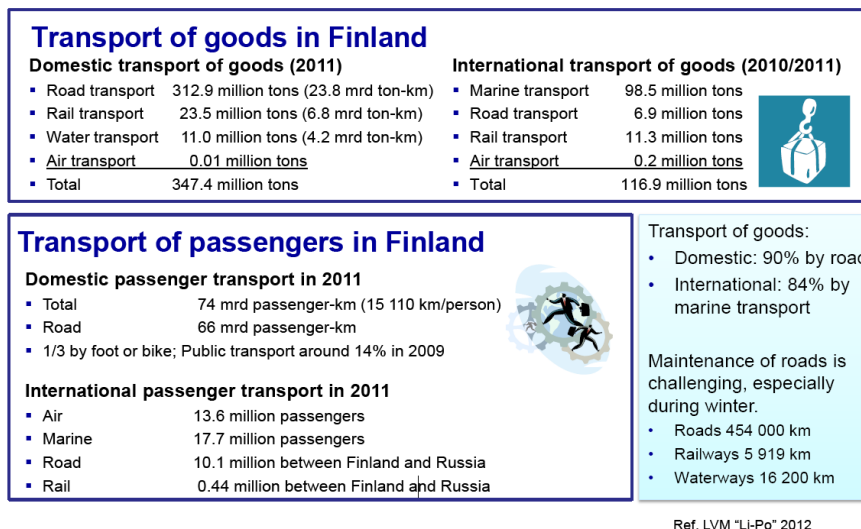 Transport of goods in Finland
Domestic transport of goods (2011)
▪ Road transport 312.9 million tons (23.8 mrd ton-km)
▪ Rail transport 23.5 million tons (6.8 mrd ton-km)
▪ Water transport 11.0 million tons (4.2 mrd ton-km)
▪ Air transport 0.01 million tons
▪ Total 347.4 million tons
International transport of goods (2010/2011)
▪ Marine transport 98.5 million tons
▪ Road transport 6.9 million tons
▪ Rail transport 11.3 million tons
▪ Air transport 0.2 million tons
▪ Total 116.9 million tons
Transport of passengers in Finland
Domestic passenger transport in 2011
▪ Total 74 mrd passenger-km (15 110 km/person)
▪ Road 66 mrd passenger-km
▪ 1/3 by foot or bike; Public transport around 14% in 2009
International passenger transport in 2011
▪ Air 13.6 million passengers
▪ Marine 17.7 million passengers
▪ Road 10.1 million between Finland and Russia
▪ Rail 0.44 million between Finland and Russia
Transport of goods:
• Domestic: 90% by road
• International: 84% by
marine transport
Maintenance of roads is
challenging, especially
during winter.
• Roads 454 000 km
• Railways 5 919 km
• Waterways 16 200 km
Ref. LVM “Li-Po” 2012